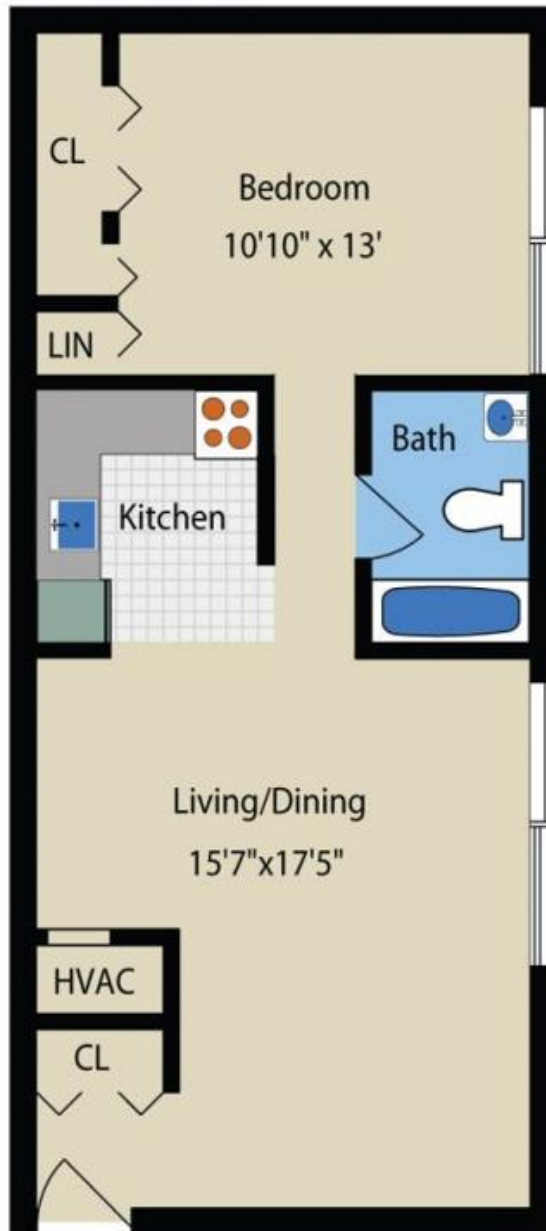 CL
Bedroom
10'10" x 13'
LIN
Bath
Kitchen
Living/Dining
15'7"x17'5"
HVAC
CL